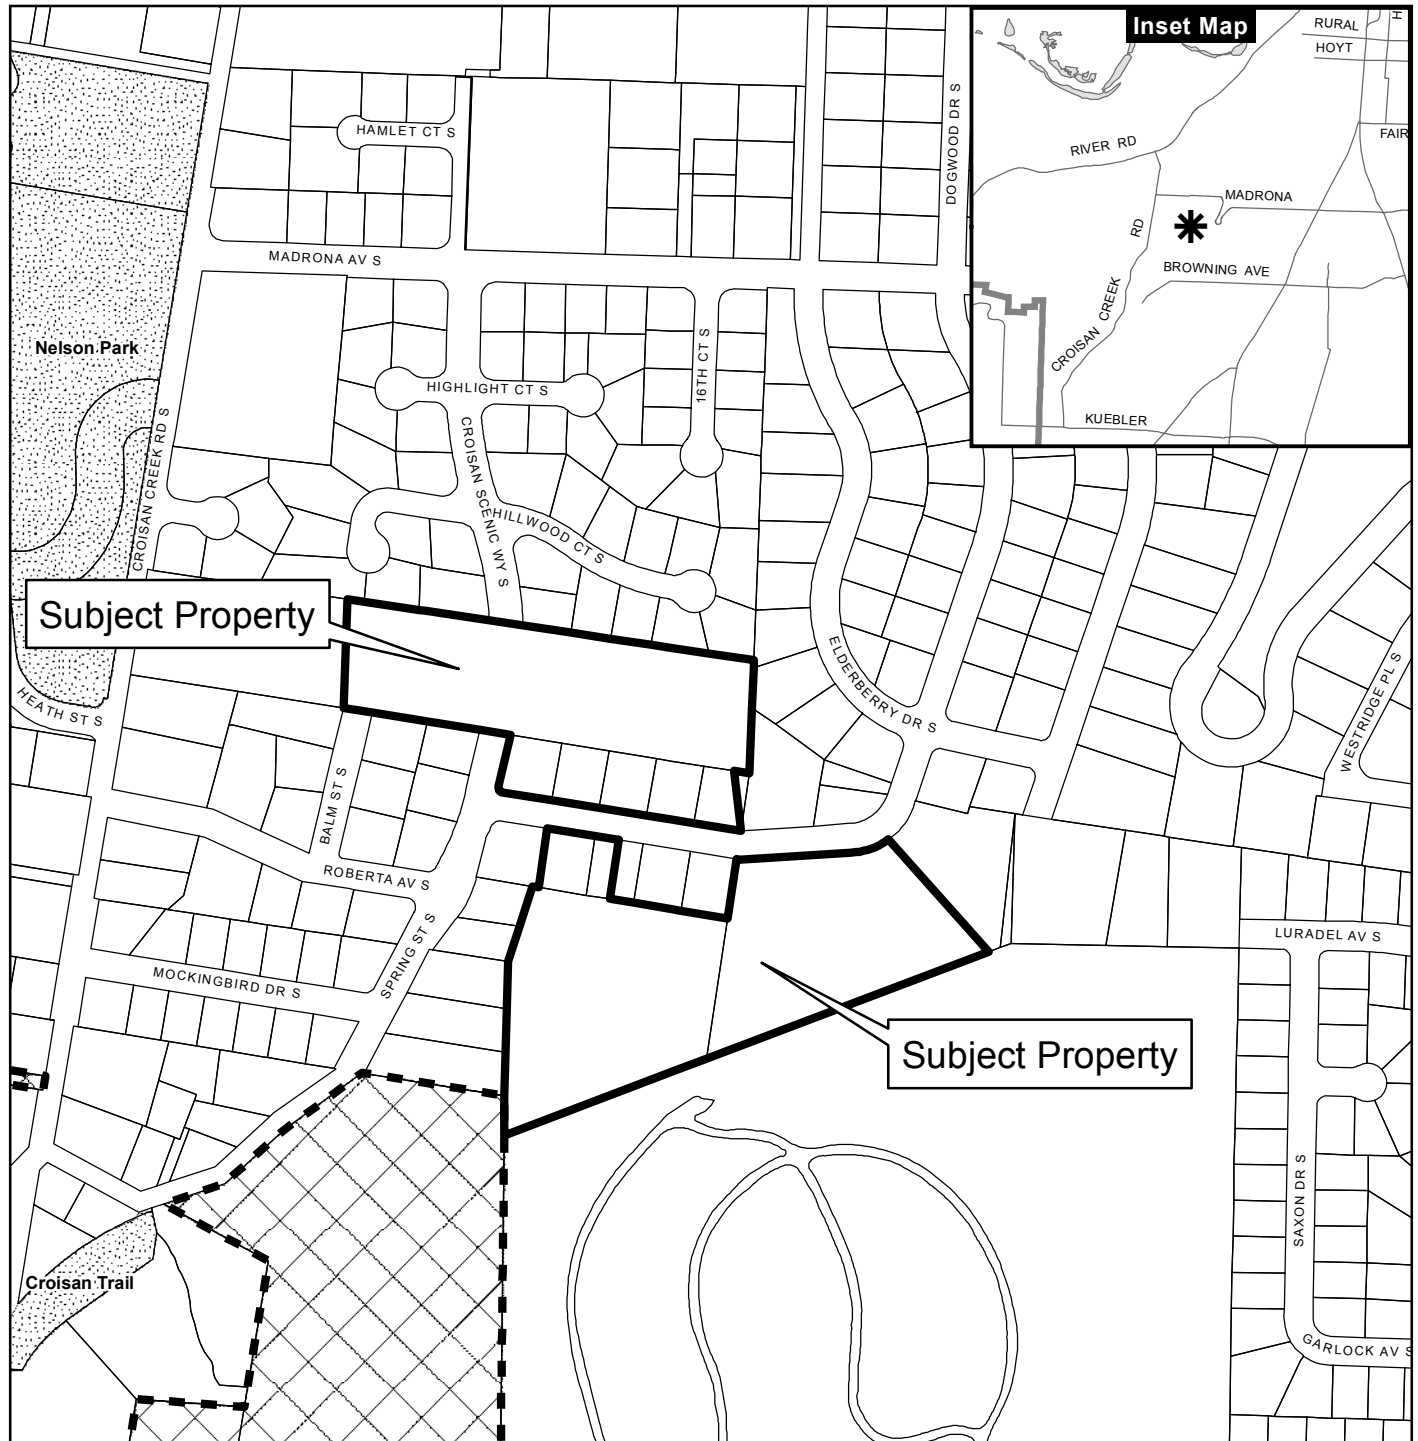 Inset Map
RURAL
HOYT
H
FAIR
RIVER RD
MADRONA
RD
BROWNING AVE
CROISAN CREEK
KUEBLER
HAMLET CT S
DOGWOOD DR S
MADRONA AV S
Nelson Park
HIGHLIGHT CT S
16TH CT S
CROISAN CREEK RD S
CROISAN SCENIC WY S
HILLWOOD CT S
Subject Property
ELDERBERRY DR S
HEATH ST S
WESTRIDGE PL S
BALM ST S
ROBERTA AV S
SPRING ST S
LURADEL AV S
MOCKINGBIRD DR S
Subject Property
SAXON DR S
Croisan Trail
GARLOCK AV S